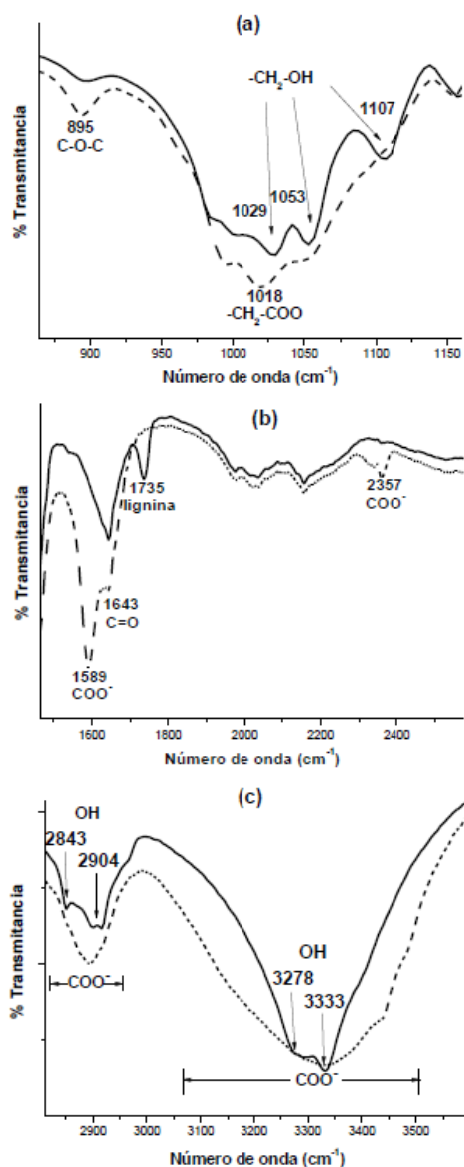 (a)
-CH₂-OH
1107
895
C-O-C
1053
1029
1018
-CH₂-COO
% Transmitancia
900 950 1000 1050 1100 1150
Número de onda (cm⁻¹)
(b)
1735
lignina
2357
COO⁻
1643
C=O
1589
COO⁻
% Transmitancia
1600 1800 2000 2200 2400
Número de onda (cm⁻¹)
(c)
OH
2843
2904
OH
3278
3333
COO⁻
COO⁻
% Transmitancia
2900 3000 3100 3200 3300 3400 3500
Número de onda (cm⁻¹)